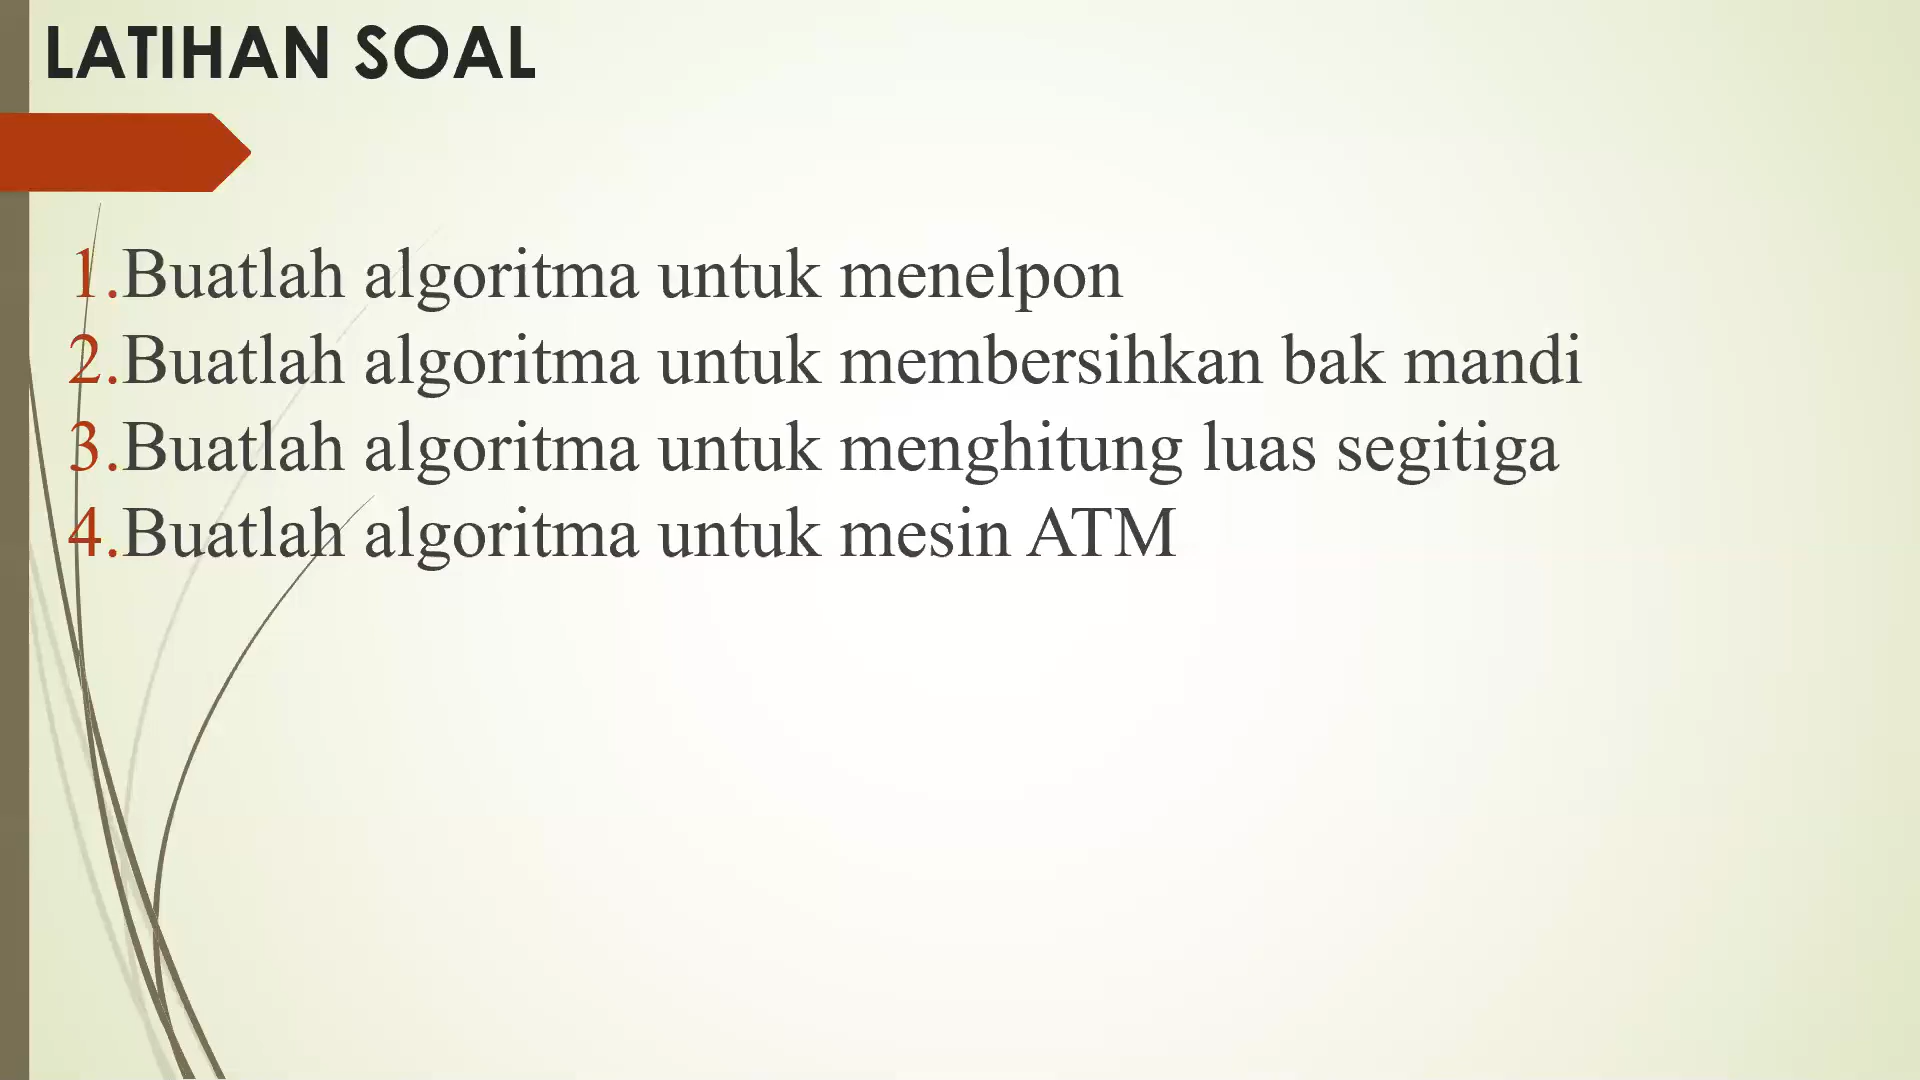 LATIHAN SOAL
1.Buatlah algoritma untuk menelpon
2.Buatlah algoritma untuk membersihkan bak mandi
3.Buatlah algoritma untuk menghitung luas segitiga
4.Buatlah algoritma untuk mesin ATM